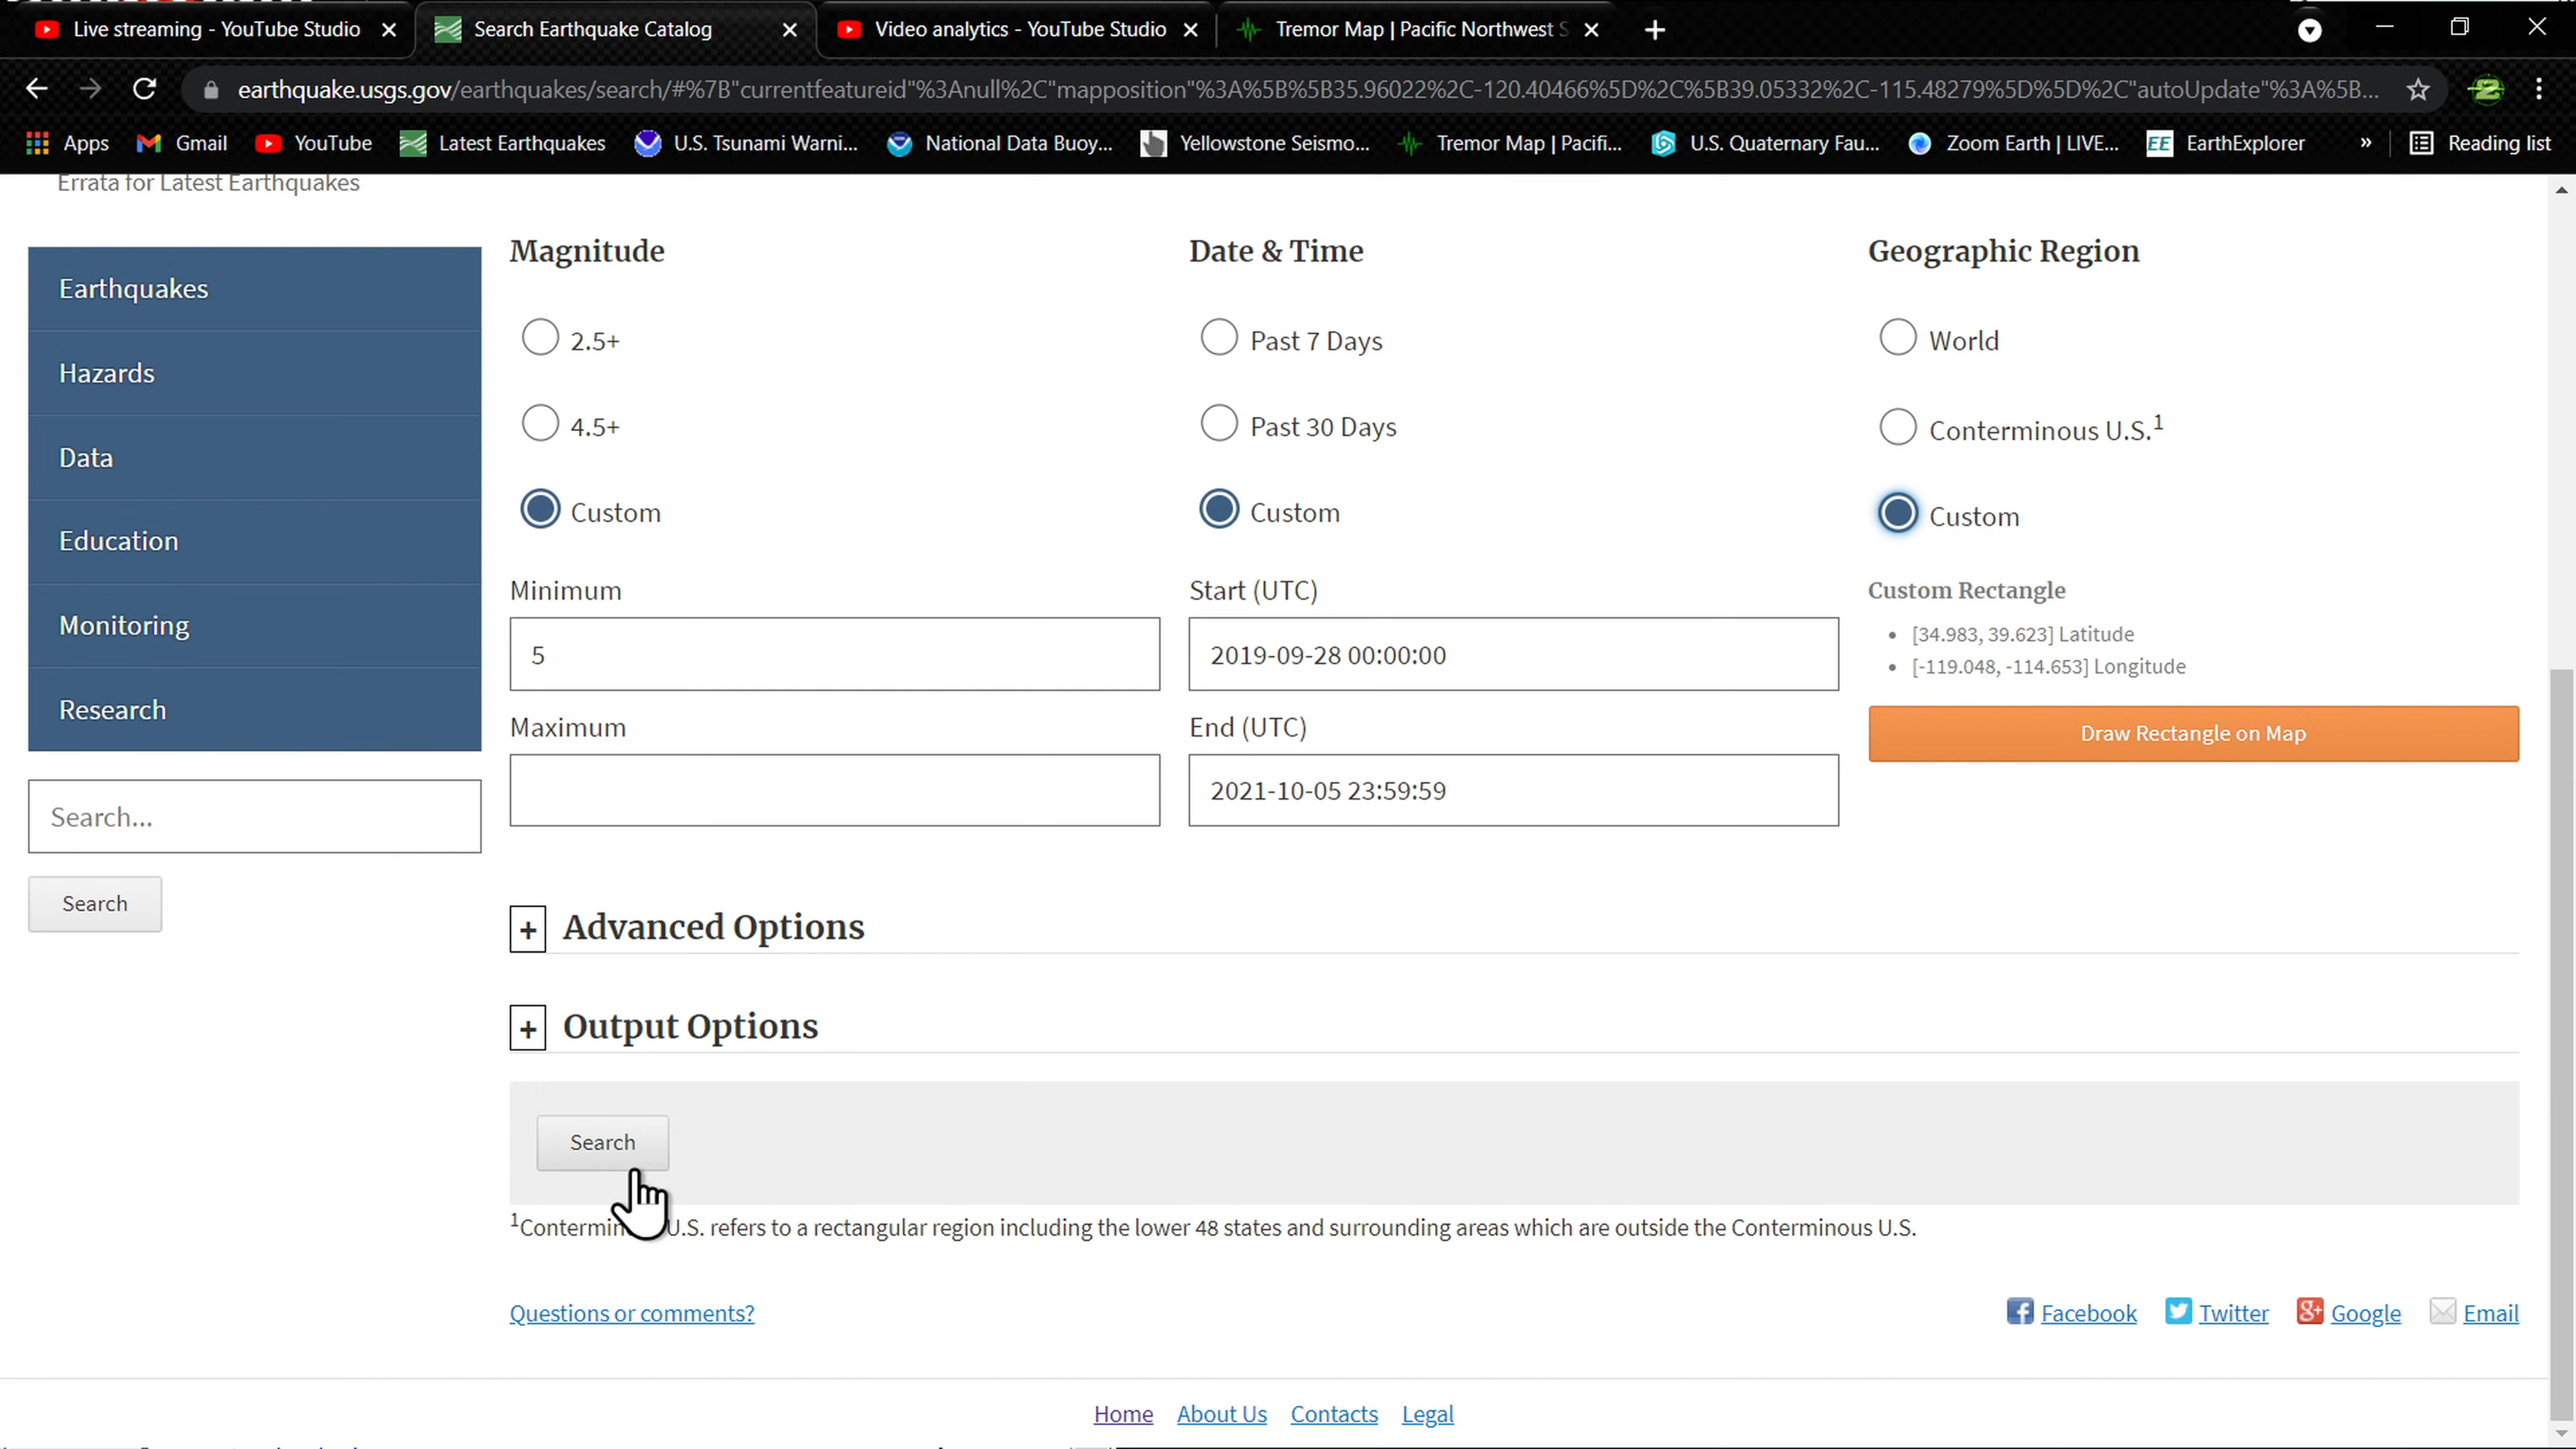 Live streaming - YouTube Studio
Search Earthquake Catalog
Video analytics - YouTube Studio
Tremor Map | Pacific Northwest S
earthquake.usgs.gov/earthquakes/search/#%7B"currentfeatureid"%3Anull%2C"mapposition"%3A%5B%5B35.96022%2C-120.40466%5D%2C%5B39.05332%2C-115.48279%5D%5D%2C"autoUpdate"%3A%5B...
Apps Gmail YouTube Latest Earthquakes U.S. Tsunami Warni... National Data Buoy... Yellowstone Seismo... Tremor Map | Pacifi... U.S. Quaternary Fau... Zoom Earth | LIVE... EE EarthExplorer » Reading list
Errata for Latest Earthquakes
Earthquakes
Hazards
Data
Education
Monitoring
Research
Search...
Search
Magnitude
2.5+
4.5+
Custom
Minimum
5
Maximum
Date & Time
Past 7 Days
Past 30 Days
Custom
Start (UTC)
2019-09-28 00:00:00
End (UTC)
2021-10-05 23:59:59
Geographic Region
World
Conterminous U.S.1
Custom
Custom Rectangle
[34.983, 39.623] Latitude
[-119.048, -114.653] Longitude
Draw Rectangle on Map
+ Advanced Options
+ Output Options
Search
1Contermin U.S. refers to a rectangular region including the lower 48 states and surrounding areas which are outside the Conterminous U.S.
Questions or comments?
Facebook Twitter Google Email
Home About Us Contacts Legal